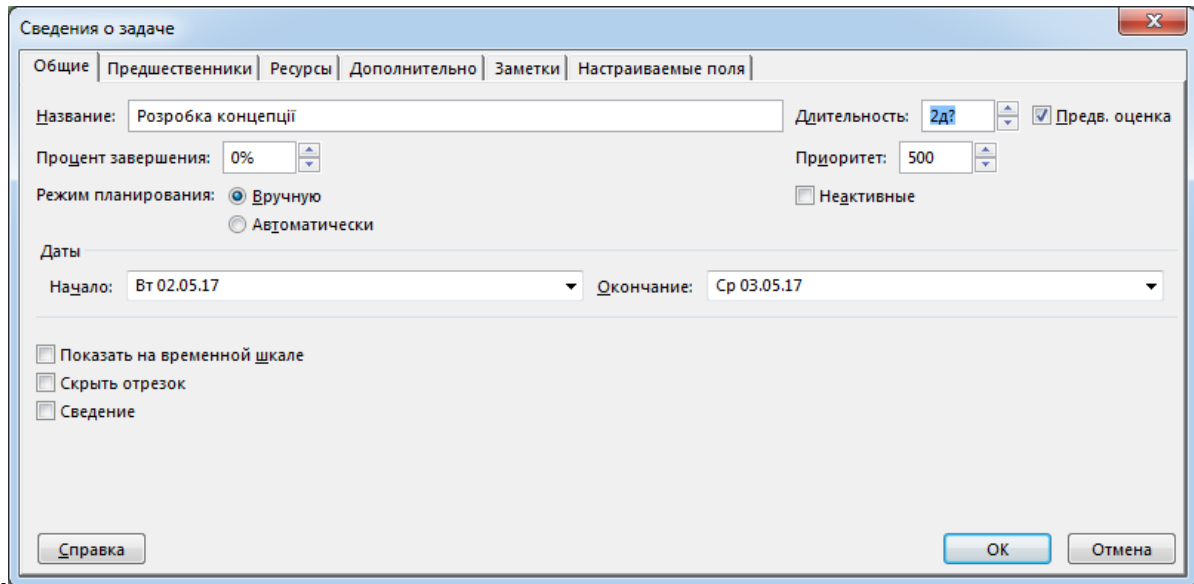 Сведения о задаче
Общие Предшественники Ресурсы Дополнительно Заметки Настраиваемые поля
Название: Розробка концепції Длительность: 2д? Предв. оценка
Процент завершения: 0% Приоритет: 500
Режим планирования: Вручную Неактивные
Автоматически
Даты
Начало: Вт 02.05.17 Окончание: Ср 03.05.17
Показать на временной шкале
Скрыть отрезок
Сведение
Справка ОК Отмена